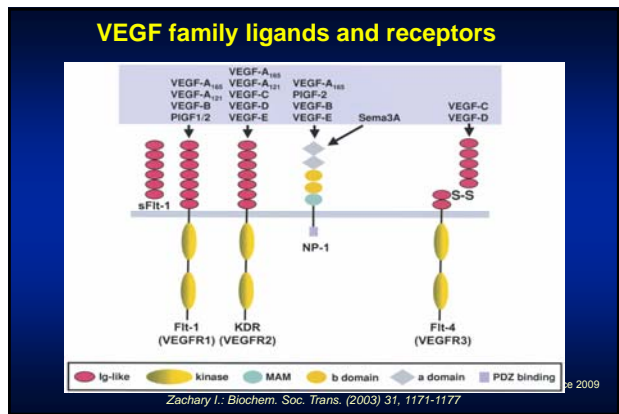 VEGF family ligands and receptors
VEGF-A165
VEGF-A121
VEGF-B
PlGF1/2
VEGF-A165
VEGF-A121
VEGF-C
VEGF-D
VEGF-E
VEGF-A165
PlGF-2
VEGF-B
VEGF-E
Sema3A
VEGF-C
VEGF-D
sFlt-1
S-S
NP-1
Flt-1
(VEGFR1)
KDR
(VEGFR2)
Flt-4
(VEGFR3)
Ig-like kinase MAM b domain a domain PDZ binding
2009
Zachary I.: Biochem. Soc. Trans. (2003) 31, 1171-1177